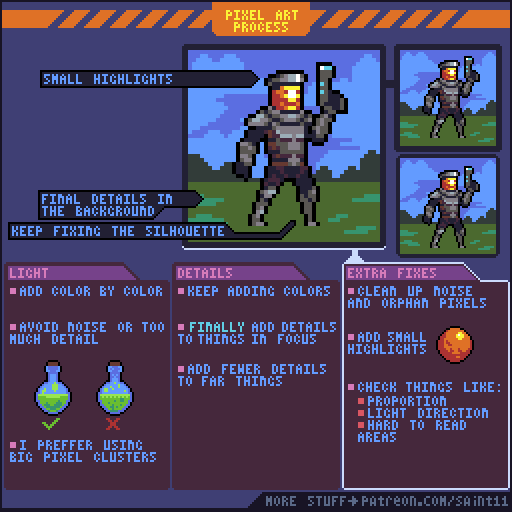 PIXEL ART
PROCESS
SMALL HIGHLIGHTS
FINAL DETAILS IN
THE BACKGROUND
KEEP FIXING THE SILHOUETTE
LIGHT
ADD COLOR BY COLOR
AVOID NOISE OR TOO
MUCH DETAIL
I PREFFER USING
BIG PIXEL CLUSTERS
DETAILS
KEEP ADDING COLORS
FINALLY ADD DETAILS
TO THINGS IN FOCUS
ADD FEWER DETAILS
TO FAR THINGS
EXTRA FIXES
CLEAN UP NOISE
AND ORPHAN PIXELS
ADD SMALL
HIGHLIGHTS
CHECK THINGS LIKE:
PROPORTION
LIGHT DIRECTION
HARD TO READ
AREAS
MORE STUFF→PATREON.COM/SAINT11